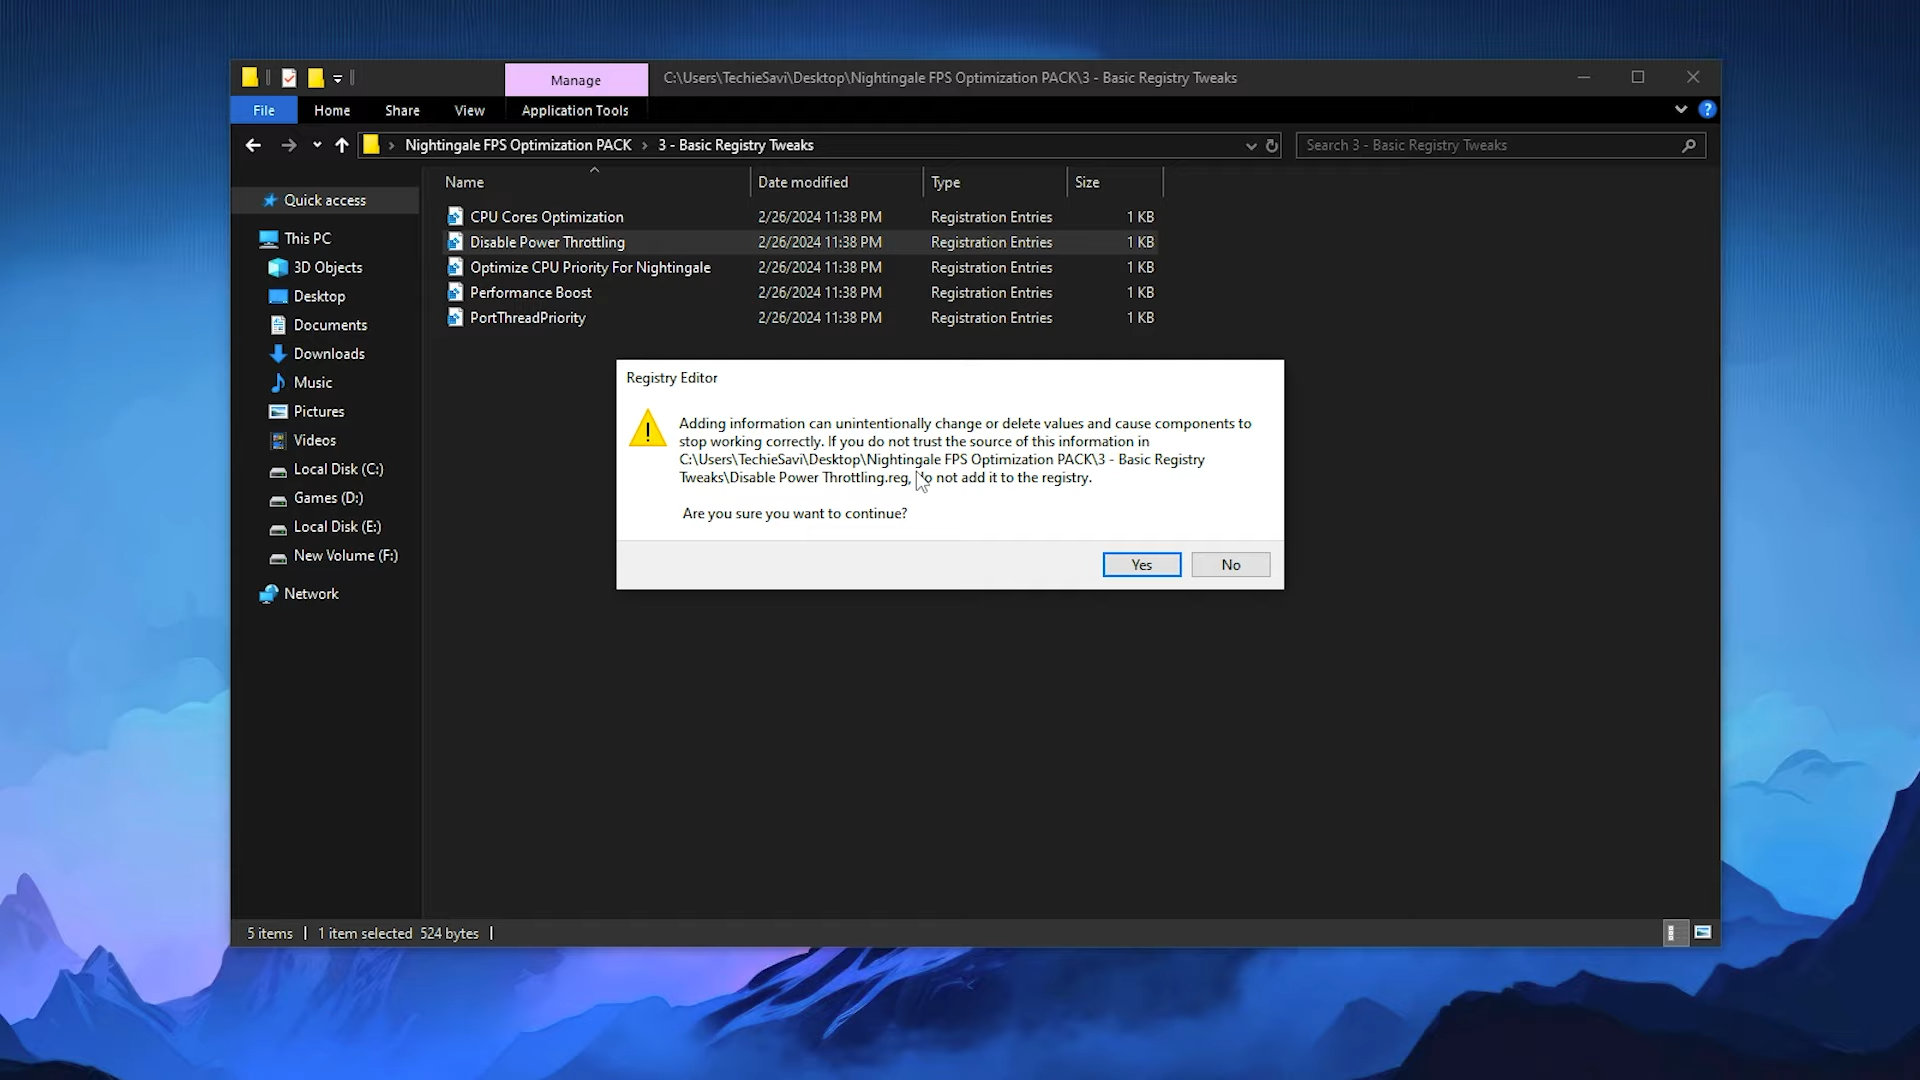 Manage
C:\Users\TechieSavi\Desktop\Nightingale FPS Optimization PACK\3 - Basic Registry Tweaks
File
Home
Share
View
Application Tools
?
Nightingale FPS Optimization PACK › 3 - Basic Registry Tweaks
Search 3 - Basic Registry Tweaks
Name
Date modified
Type
Size
Quick access
This PC
3D Objects
Desktop
Documents
Downloads
Music
Pictures
Videos
Local Disk (C:)
Games (D:)
Local Disk (E:)
New Volume (F:)
Network
CPU Cores Optimization 2/26/2024 11:38 PM Registration Entries 1 KB
Disable Power Throttling 2/26/2024 11:38 PM Registration Entries 1 KB
Optimize CPU Priority For Nightingale 2/26/2024 11:38 PM Registration Entries 1 KB
Performance Boost 2/26/2024 11:38 PM Registration Entries 1 KB
PortThreadPriority 2/26/2024 11:38 PM Registration Entries 1 KB
Registry Editor
Adding information can unintentionally change or delete values and cause components to
stop working correctly. If you do not trust the source of this information in
C:\Users\TechieSavi\Desktop\Nightingale FPS Optimization PACK\3 - Basic Registry
Tweaks\Disable Power Throttling.reg, do not add it to the registry.
Are you sure you want to continue?
Yes
No
5 items
1 item selected 524 bytes